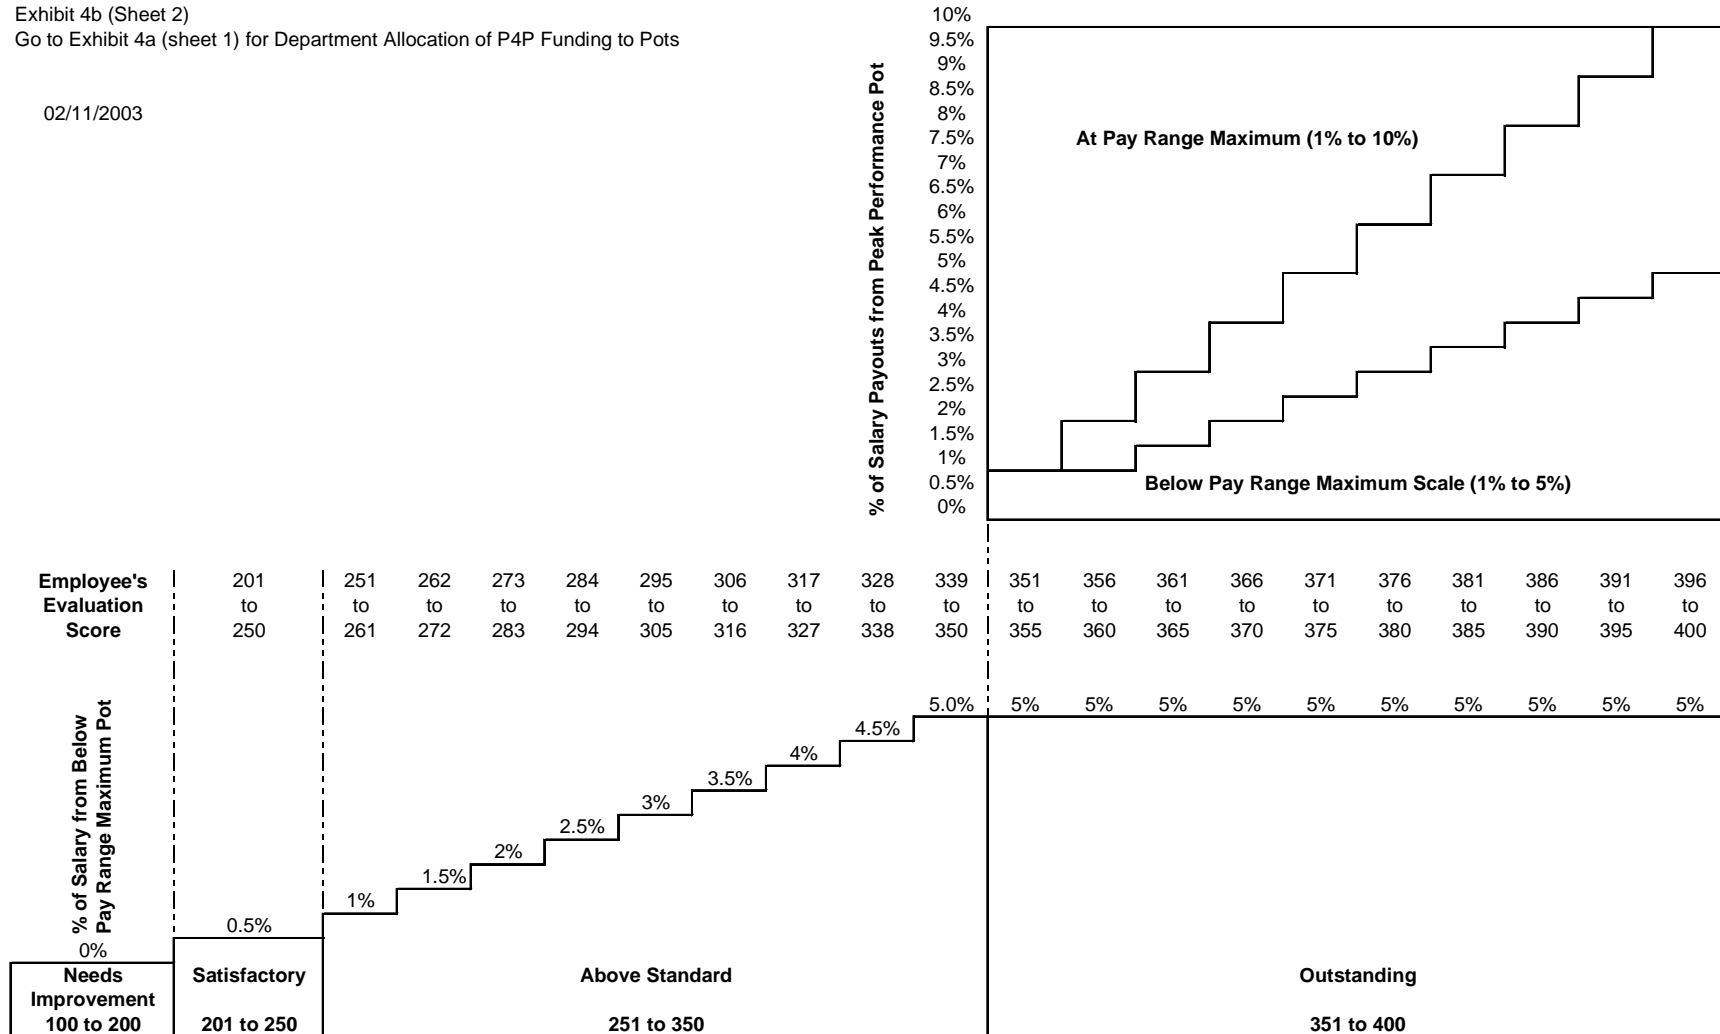 Exhibit 4b (Sheet 2)
Go to Exhibit 4a (sheet 1) for Department Allocation of P4P Funding to Pots
02/11/2003
% of Salary Payouts from Peak Performance Pot
10%
9.5%
9%
8.5%
8%
7.5%
7%
6.5%
6%
5.5%
5%
4.5%
4%
3.5%
3%
2.5%
2%
1.5%
1%
0.5%
0%
At Pay Range Maximum (1% to 10%)
Below Pay Range Maximum Scale (1% to 5%)
Employee's 201 251 262 273 284 295 306 317 328 339 351 356 361 366 371 376 381 386 391 396
Evaluation to to to to to to to to to to to to to to to to to to to to
Score 250 261 272 283 294 305 316 327 338 350 355 360 365 370 375 380 385 390 395 400
% of Salary from Below
Pay Range Maximum Pot
5.0% 5% 5% 5% 5% 5% 5% 5% 5% 5% 5%
4.5%
4%
3.5%
3%
2.5%
2%
1.5%
1%
0.5%
0%
Needs Satisfactory Above Standard Outstanding
Improvement
100 to 200 201 to 250 251 to 350 351 to 400